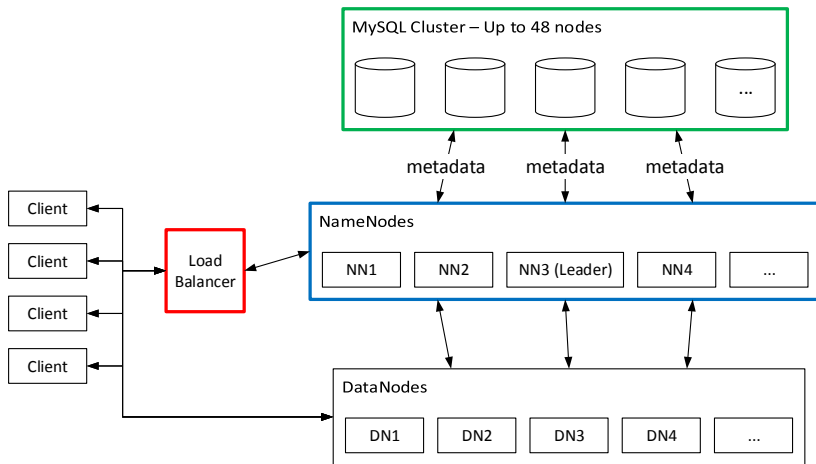 MySQL Cluster – Up to 48 nodes
...
metadata metadata metadata
Client
Client
Client
Client
Load
Balancer
NameNodes
NN1 NN2 NN3 (Leader) NN4 ...
DataNodes
DN1 DN2 DN3 DN4 ...